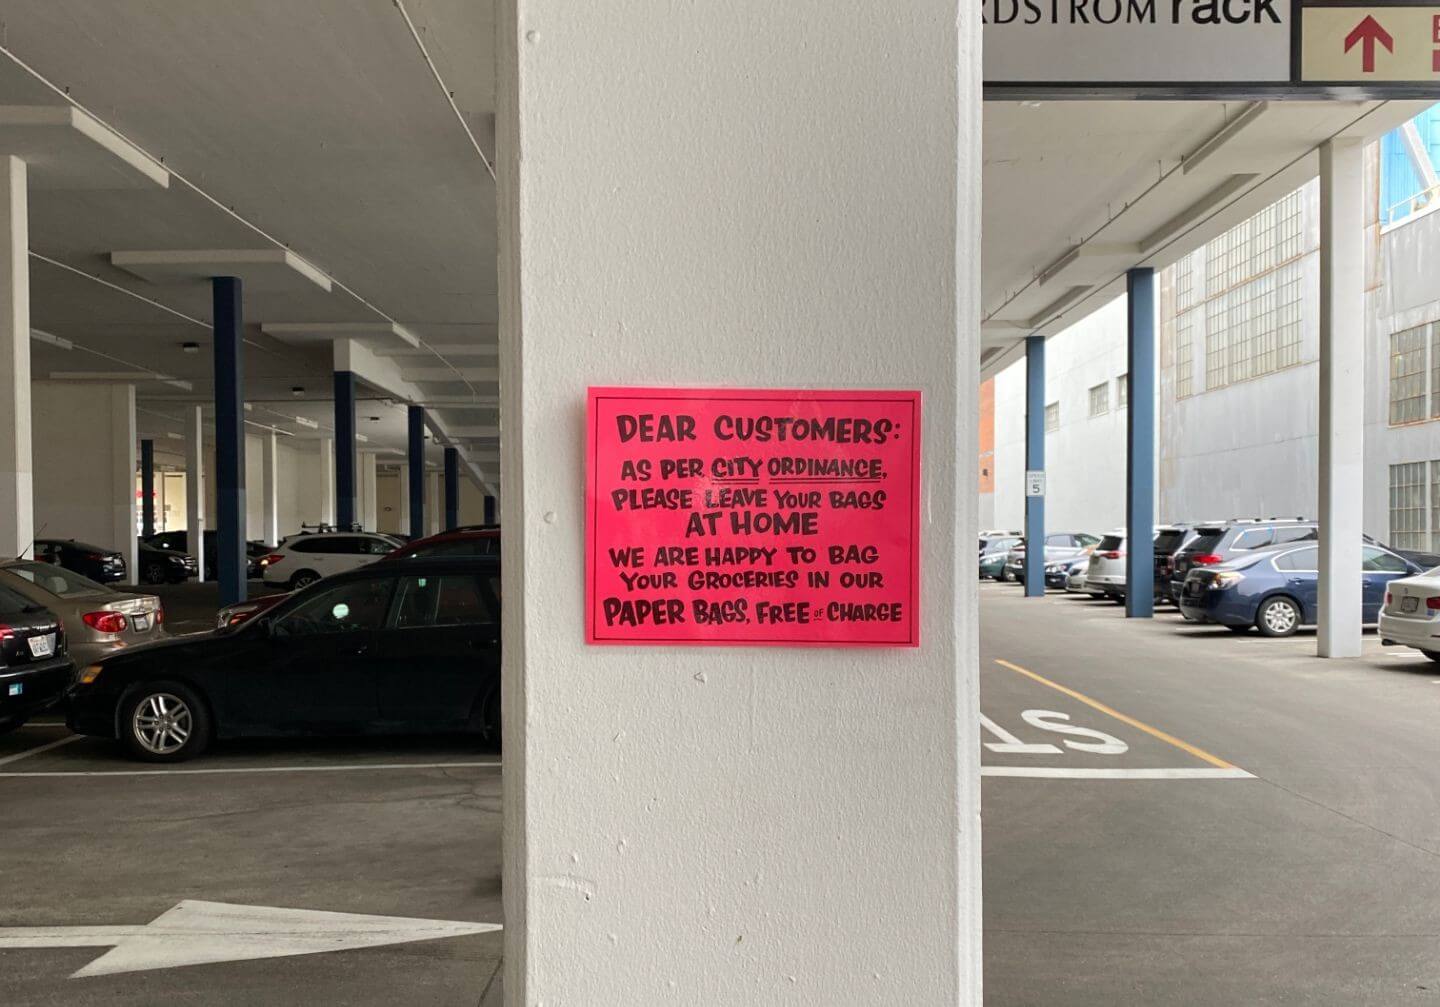 RDSTROM rack
DEAR CUSTOMERS:
AS PER CITY ORDINANCE,
PLEASE LEAVE YOUR BAGS
AT HOME
WE ARE HAPPY TO BAG
YOUR GROCERIES IN OUR
PAPER BAGS, FREE OF CHARGE
5
ST